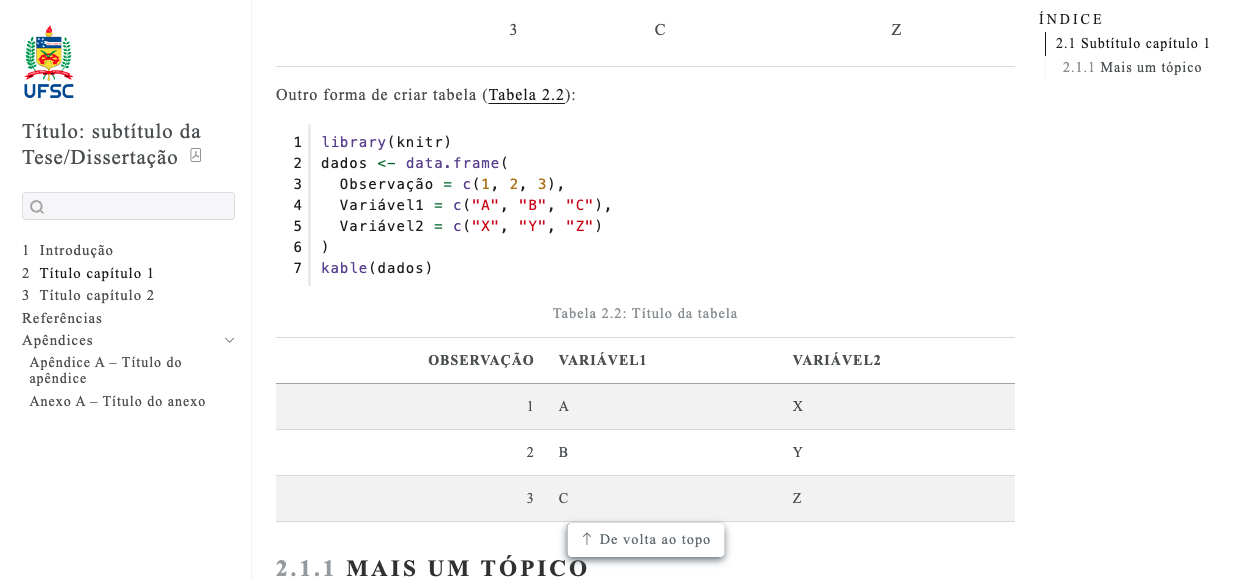 UFSC
Título: subtítulo da
Tese/Dissertação
1 Introdução
2 Título capítulo 1
3 Título capítulo 2
Referências
Apêndices
Apêndice A – Título do
apêndice
Anexo A – Título do anexo
3 C Z
Outro forma de criar tabela (Tabela 2.2):
1 library(knitr)
2 dados <- data.frame(
3 Observação = c(1, 2, 3),
4 Variável1 = c("A", "B", "C"),
5 Variável2 = c("X", "Y", "Z")
6 )
7 kable(dados)
Tabela 2.2: Título da tabela
OBSERVAÇÃO VARIÁVEL1 VARIÁVEL2
1 A X
2 B Y
3 C Z
↑ De volta ao topo
2.1.1 MAIS UM TÓPICO
ÍNDICE
2.1 Subtítulo capítulo 1
2.1.1 Mais um tópico